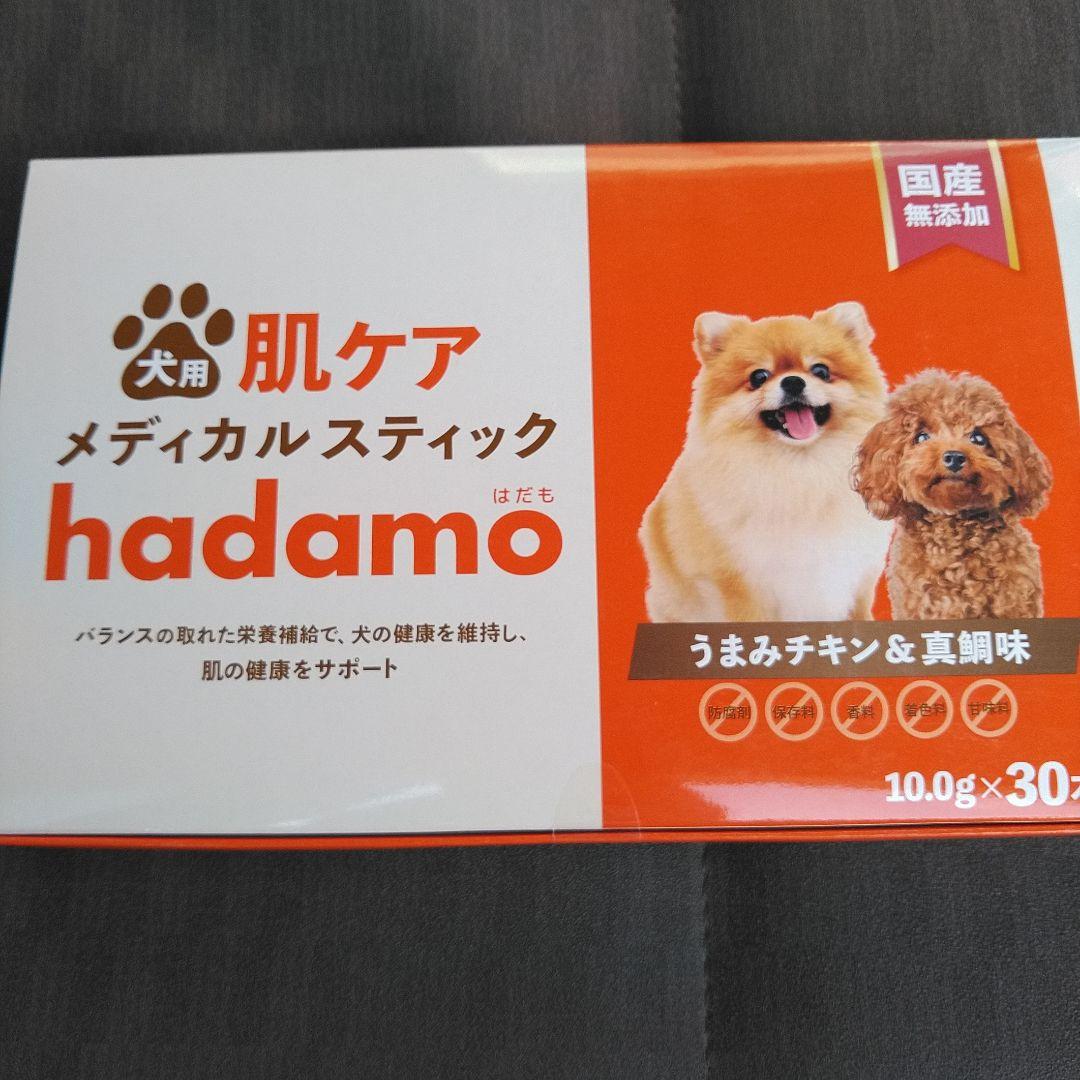 国産
無添加
犬用
肌ケア
メディカルスティック
はだも
hadamo
バランスの取れた栄養補給で、犬の健康を維持し、
肌の健康をサポート
うまみチキン&真鯛味
防腐剤 保存料 香料 着色料 甘味料
10.0g×30本